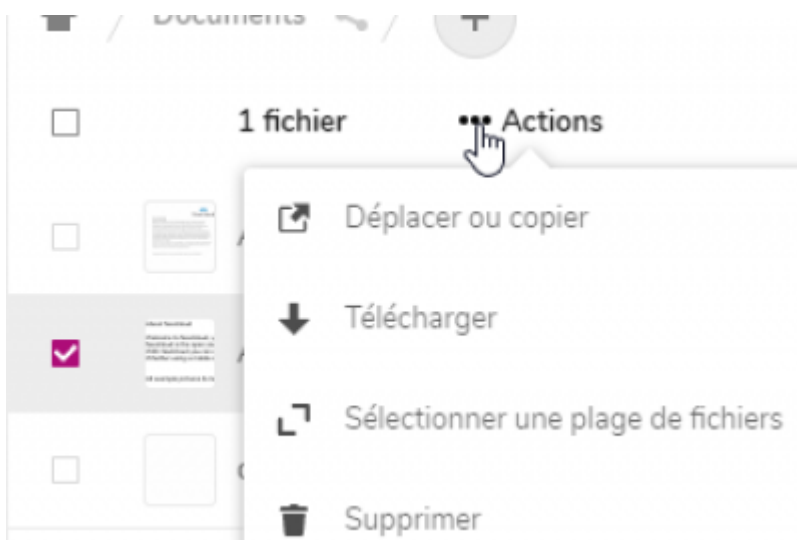 Documents
1 fichier
••• Actions
Déplacer ou copier
Télécharger
Sélectionner une plage de fichiers
Supprimer